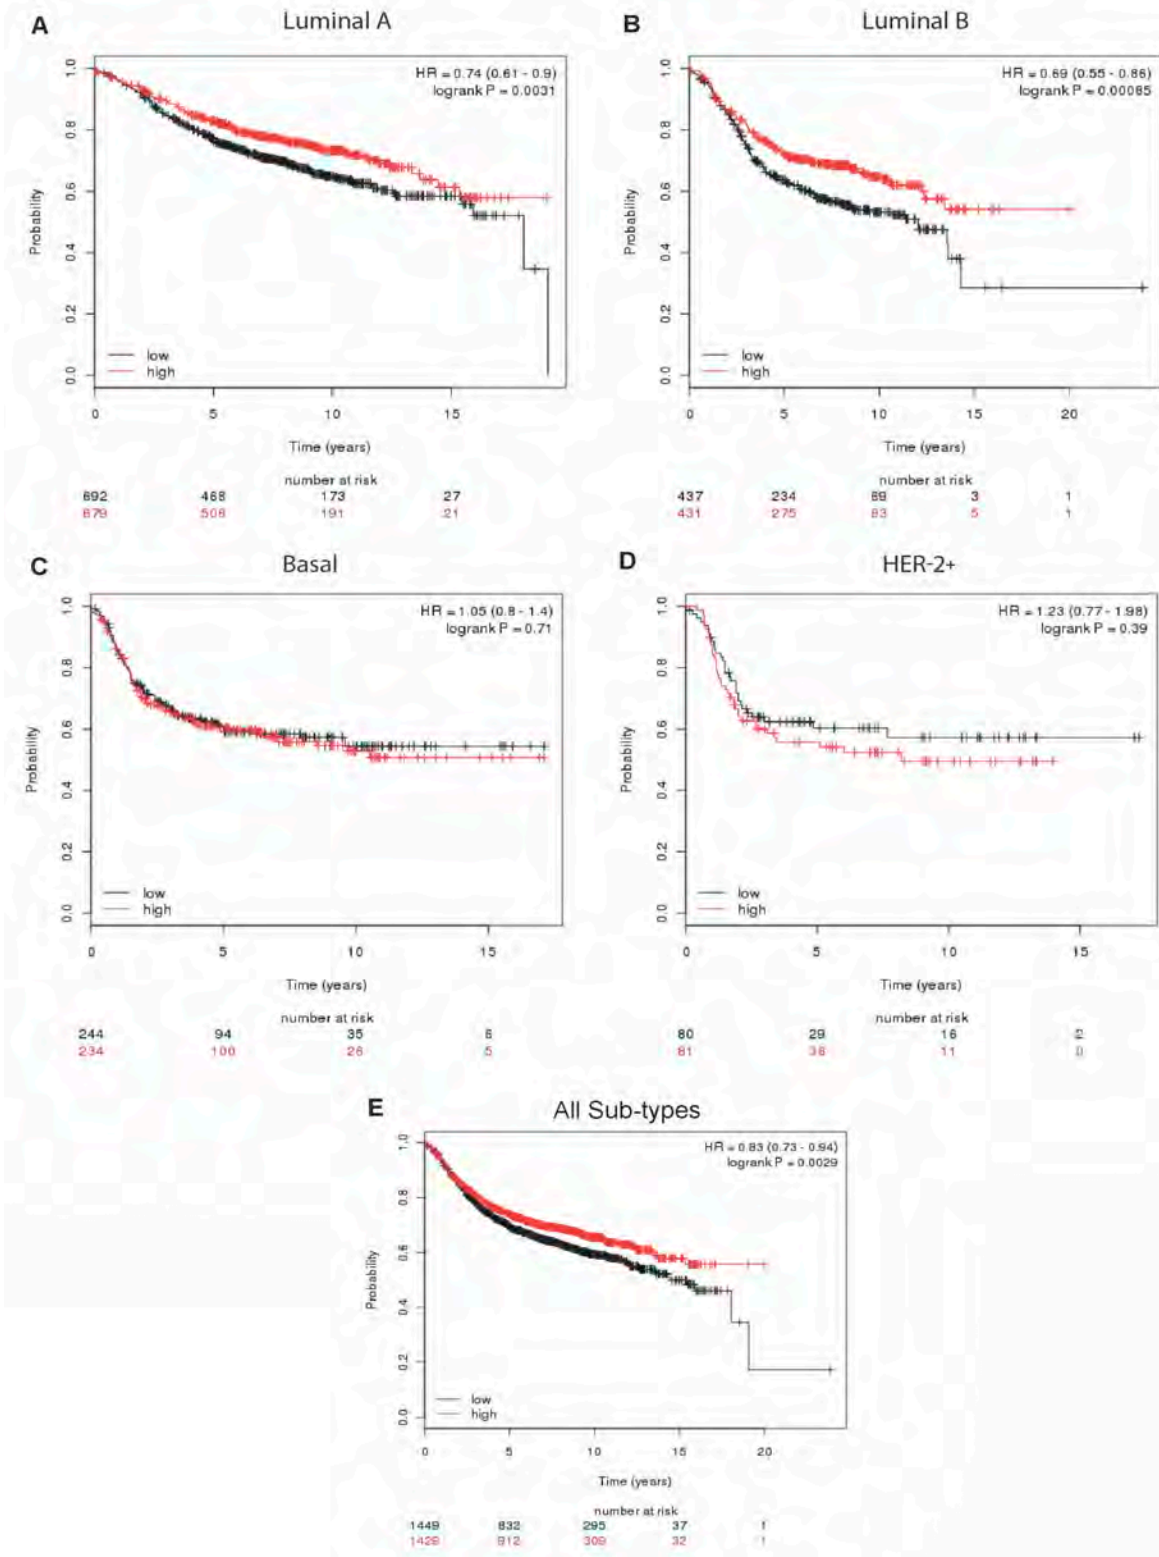 A
Luminal A
HR = 0.74 (0.61 - 0.9)
logrank P = 0.0031
Probability
1.0
0.8
0.6
0.4
0.2
0.0
low
high
0 5 10 15
Time (years)
number at risk
892 468 173 27
879 508 191 21
B
Luminal B
HR = 0.69 (0.55 - 0.86)
logrank P = 0.00085
Probability
1.0
0.8
0.6
0.4
0.2
0.0
low
high
0 5 10 15 20
Time (years)
number at risk
437 234 89 3 1
431 275 83 5 1
C
Basal
HR = 1.05 (0.8 - 1.4)
logrank P = 0.71
Probability
1.0
0.8
0.6
0.4
0.2
0.0
low
high
0 5 10 15
Time (years)
number at risk
244 94 35 6
234 100 26 5
D
HER-2+
HR = 1.23 (0.77 - 1.98)
logrank P = 0.39
Probability
1.0
0.8
0.6
0.4
0.2
0.0
low
high
0 5 10 15
Time (years)
number at risk
80 29 16 2
81 38 11 0
E
All Sub-types
HR = 0.83 (0.73 - 0.94)
logrank P = 0.0029
Probability
1.0
0.8
0.6
0.4
0.2
0.0
low
high
0 5 10 15 20
Time (years)
number at risk
1449 832 295 37 1
1429 912 309 32 1